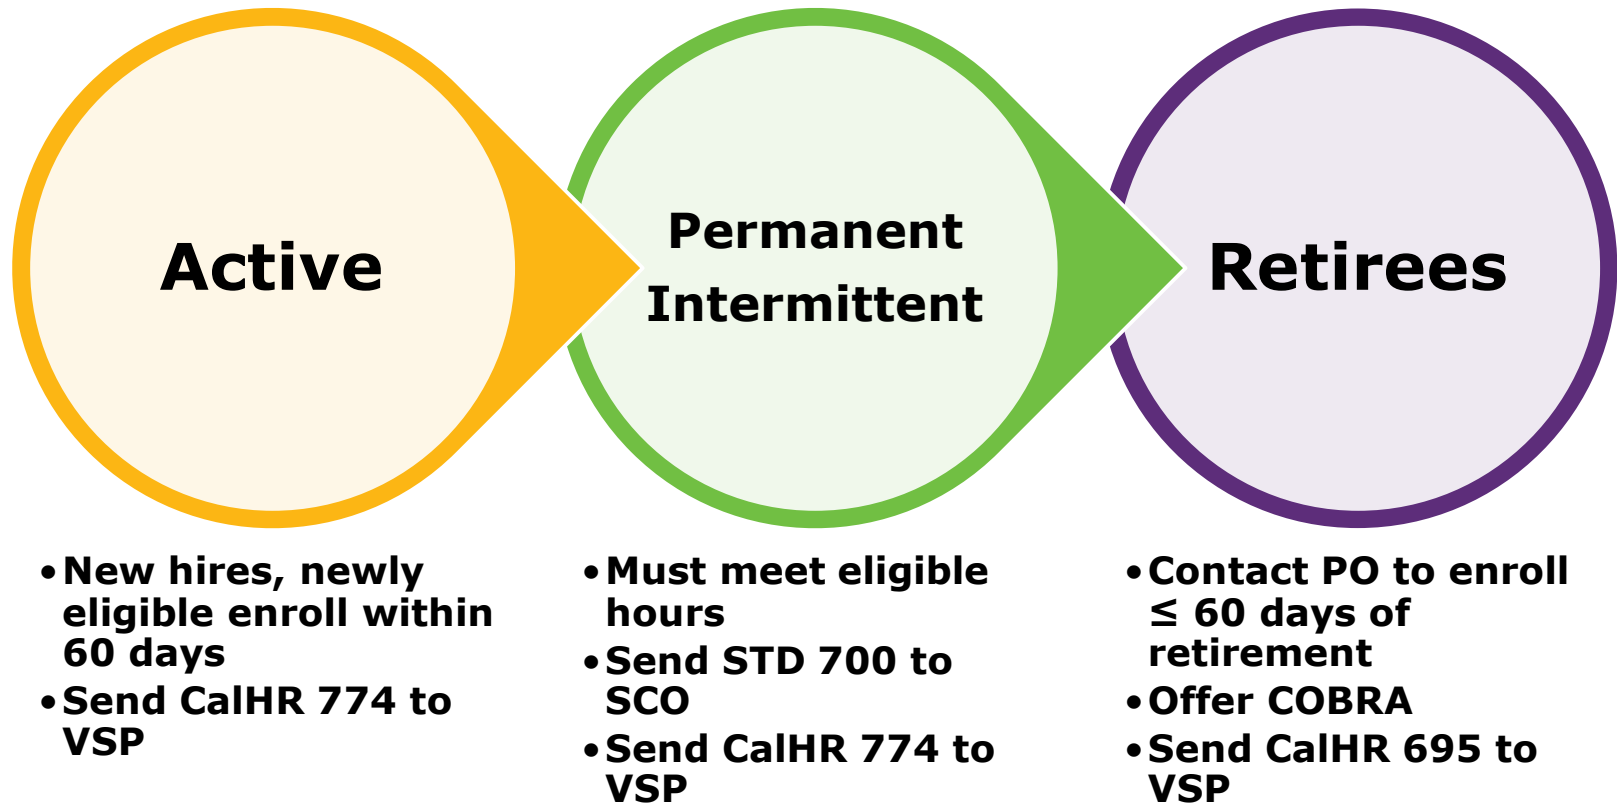 Active
Permanent
Intermittent
Retirees
•New hires, newly
eligible enroll within
60 days
•Send CalHR 774 to
VSP
•Must meet eligible
hours
•Send STD 700 to
SCO
•Send CalHR 774 to
VSP
•Contact PO to enroll
≤ 60 days of
retirement
•Offer COBRA
•Send CalHR 695 to
VSP